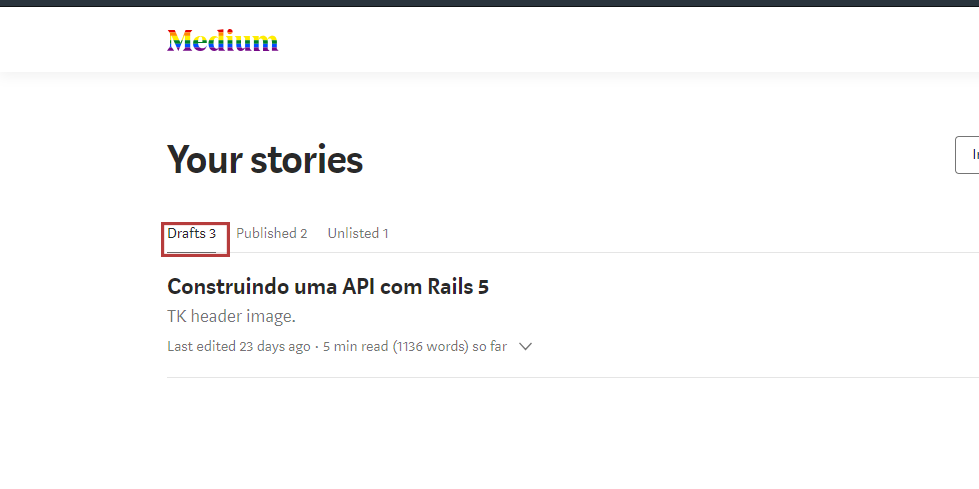 Medium
Your stories
Drafts 3 Published 2 Unlisted 1
Construindo uma API com Rails 5
TK header image.
Last edited 23 days ago · 5 min read (1136 words) so far